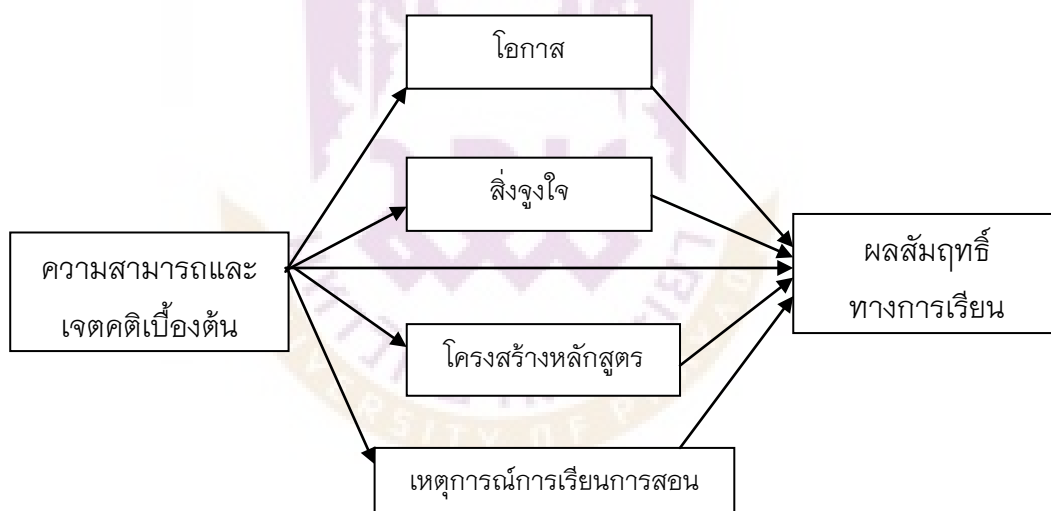 โอกาส
สิ่งจูงใจ
ความสามารถและ
เจตคติเบื้องต้น
ผลสัมฤทธิ์
ทางการเรียน
โครงสร้างหลักสูตร
เหตุการณ์การเรียนการสอน